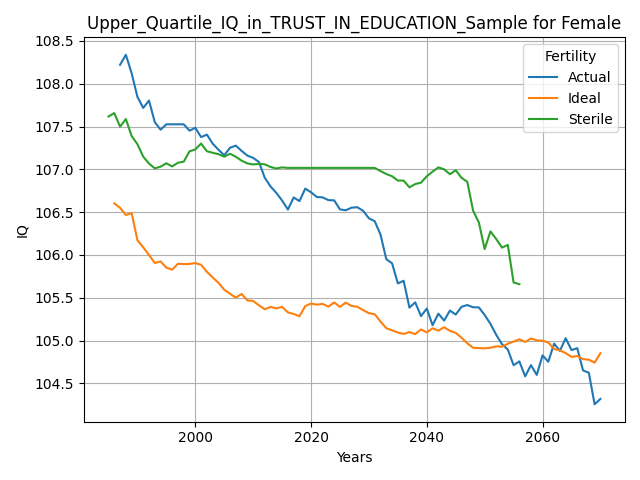 Upper_Quartile_IQ_in_TRUST_IN_EDUCATION_Sample for Female
108.5
108.0
107.5
107.0
106.5
106.0
105.5
105.0
104.5
IQ
2000
2020
2040
2060
Years
Fertility
Actual
Ideal
Sterile